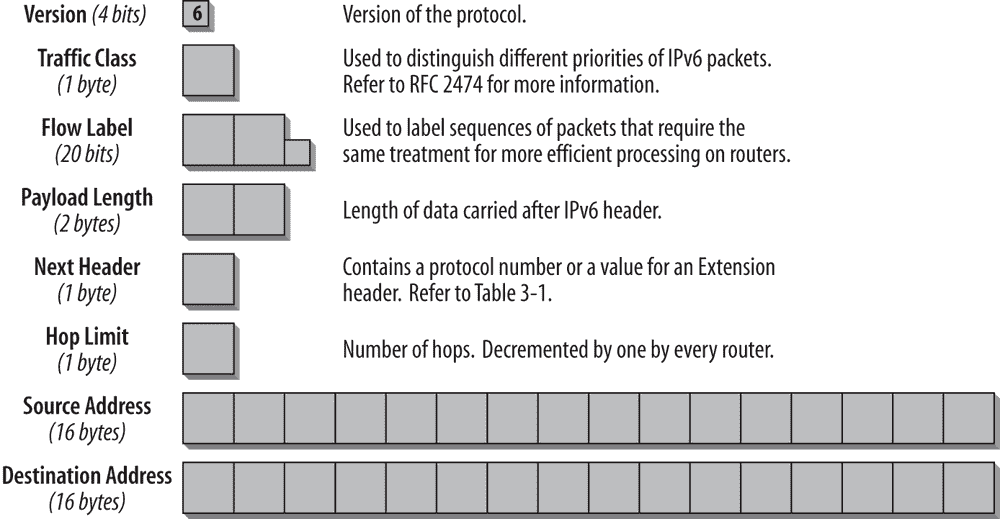 Version (4 bits) 6 Version of the protocol.
Traffic Class
(1 byte)
Used to distinguish different priorities of IPv6 packets.
Refer to RFC 2474 for more information.
Flow Label
(20 bits)
Used to label sequences of packets that require the
same treatment for more efficient processing on routers.
Payload Length
(2 bytes)
Length of data carried after IPv6 header.
Next Header
(1 byte)
Contains a protocol number or a value for an Extension
header. Refer to Table 3-1.
Hop Limit
(1 byte)
Number of hops. Decremented by one by every router.
Source Address
(16 bytes)
Destination Address
(16 bytes)